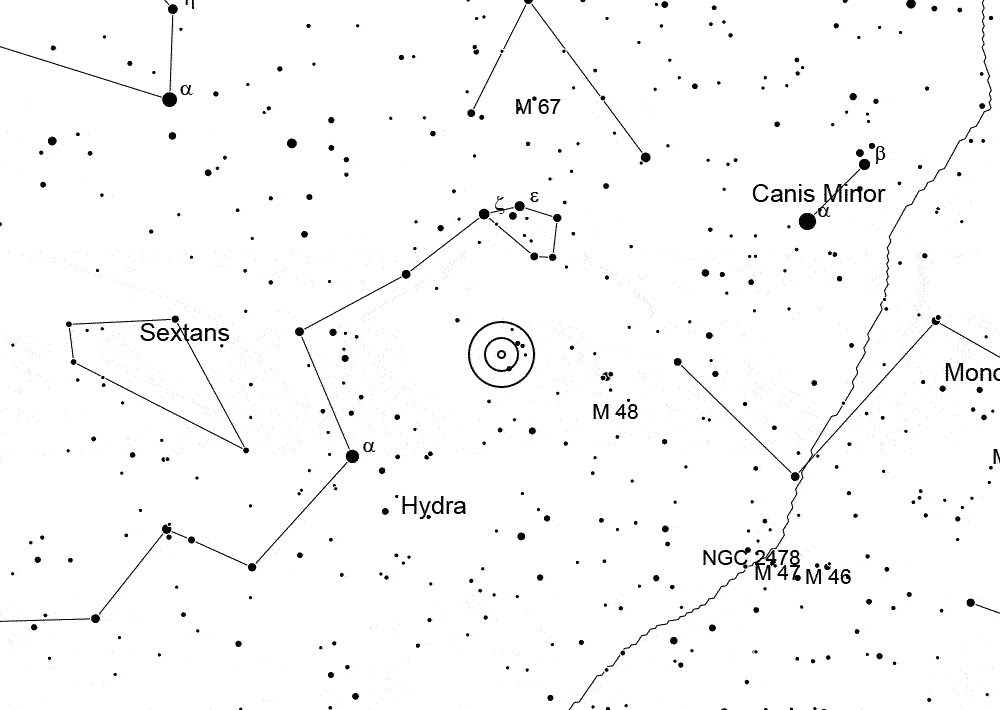 η
α
M 67
β
Canis Minor
α
ζ ε
Sextans
M 48
Mono
α
Hydra
M
NGC 2478
M 47 M 46